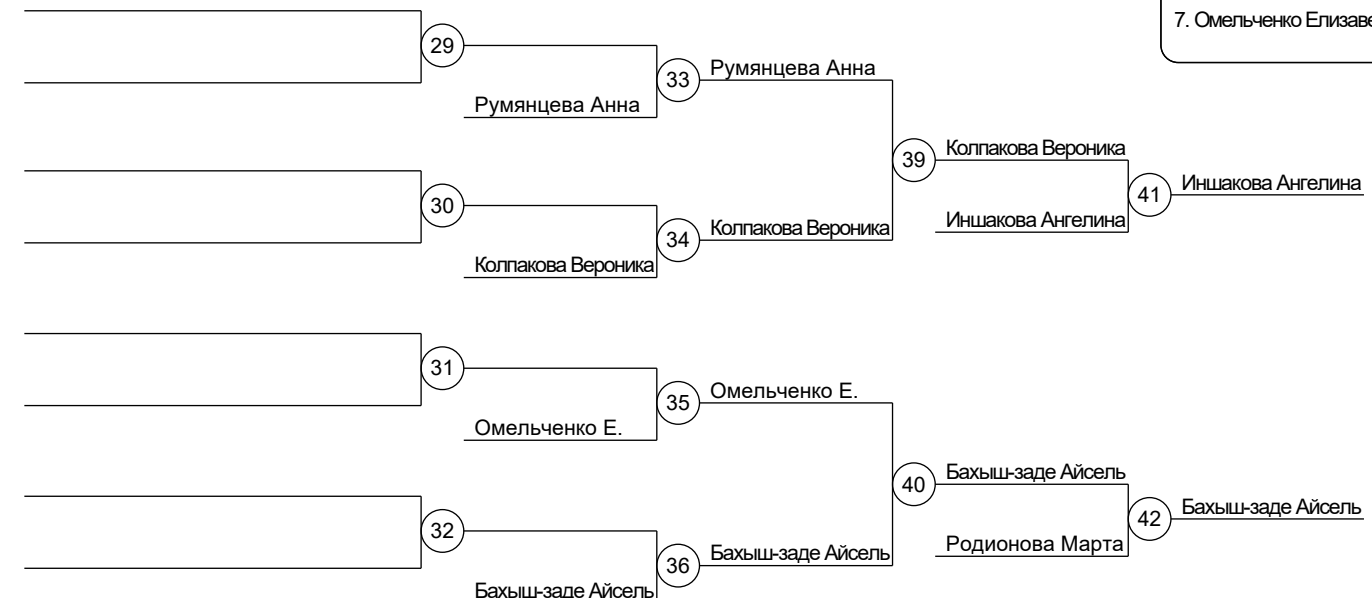 7. Омельченко Елизаве
29
33
Румянцева Анна
Румянцева Анна
39
Колпакова Вероника
41
Иншакова Ангелина
30
34
Колпакова Вероника
Иншакова Ангелина
Колпакова Вероника
31
35
Омельченко Е.
Омельченко Е.
40
Бахыш-заде Айсель
42
Бахыш-заде Айсель
32
36
Бахыш-заде Айсель
Родионова Марта
Бахыш-заде Айсель